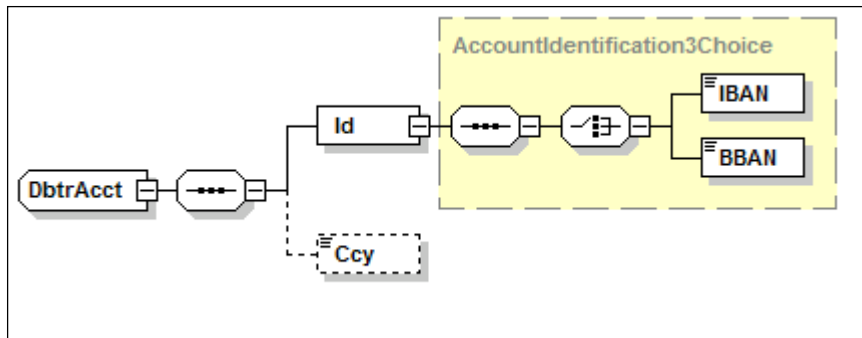 AccountIdentification3Choice
IBAN
Id
BBAN
DbtrAcct
Ccy